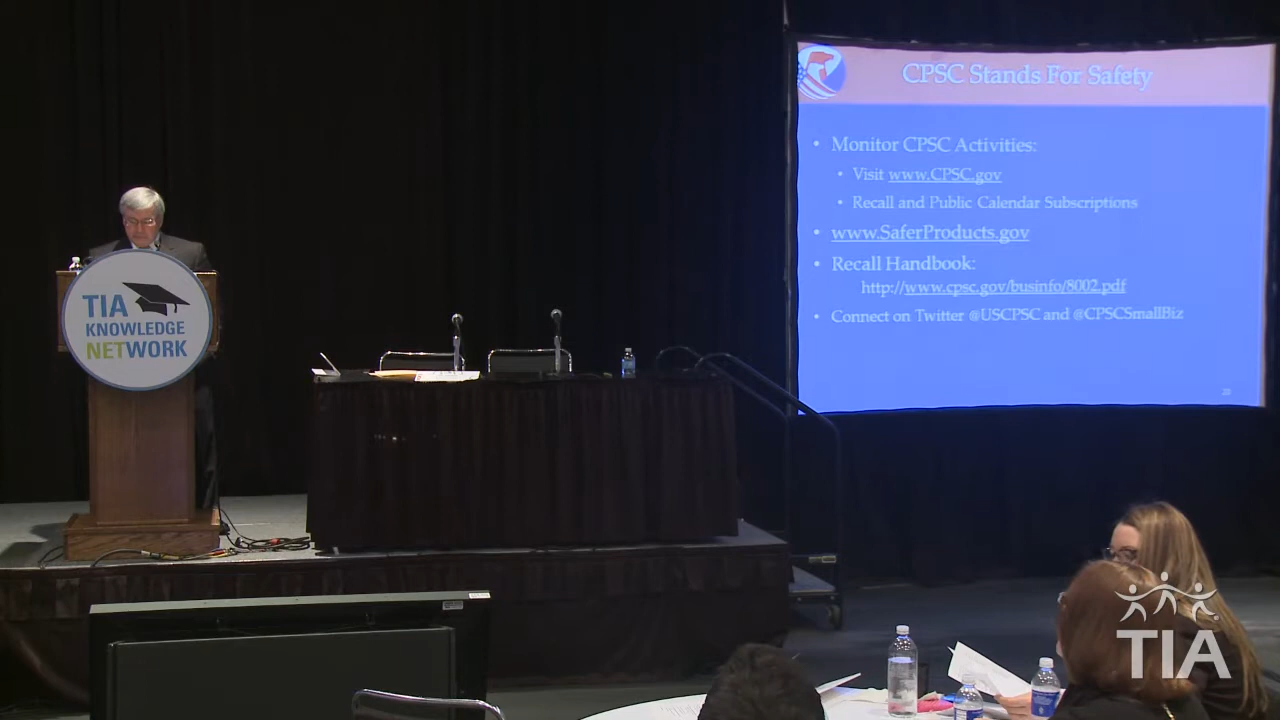 CPSC Stands For Safety
• Monitor CPSC Activities:
• Visit www.CPSC.gov
• Recall and Public Calendar Subscriptions
• www.SaferProducts.gov
• Recall Handbook:
http://www.cpsc.gov/businfo/8002.pdf
• Connect on Twitter @USCPSC and @CPSCSmallBiz
TIA
KNOWLEDGE
NETWORK
TIA